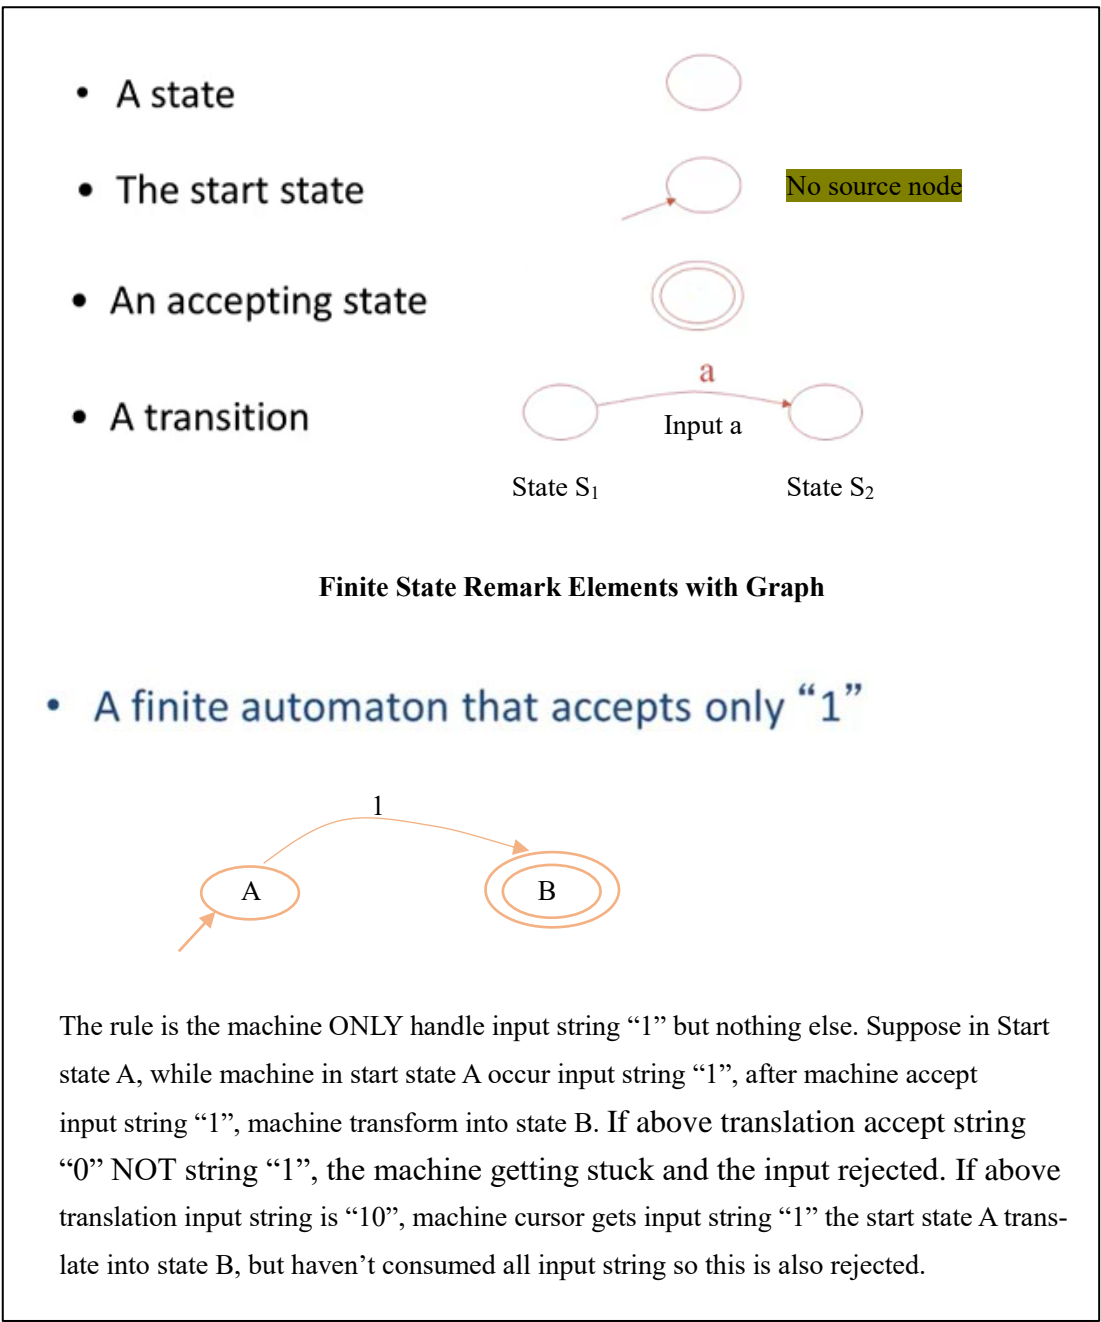 • A state
• The start state
No source node
• An accepting state
• A transition
a
Input a
State S₁
State S₂
Finite State Remark Elements with Graph
• A finite automaton that accepts only “1”
1
A
B
The rule is the machine ONLY handle input string “1” but nothing else. Suppose in Start
state A, while machine in start state A occur input string “1”, after machine accept
input string “1”, machine transform into state B. If above translation accept string
“0” NOT string “1”, the machine getting stuck and the input rejected. If above
translation input string is “10”, machine cursor gets input string “1” the start state A trans-
late into state B, but haven’t consumed all input string so this is also rejected.